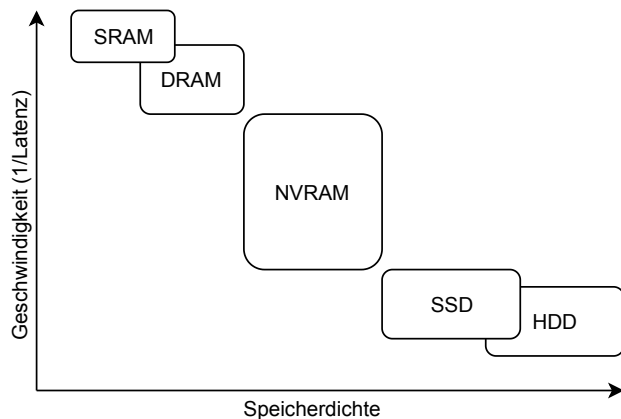 SRAM
DRAM
NVRAM
SSD
HDD
Geschwindigkeit (1/Latenz)
Speicherdichte